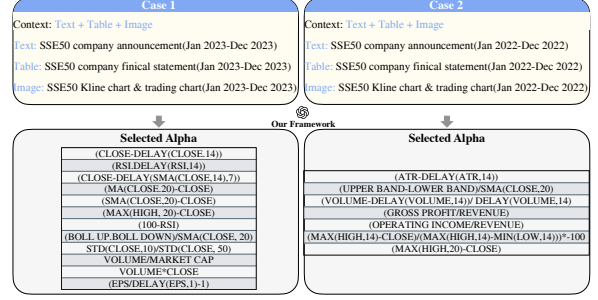 Case 1
Context: Text + Table + Image
Text: SSE50 company announcement(Jan 2023-Dec 2023)
Table: SSE50 company finical statement(Jan 2023-Dec 2023)
Image: SSE50 Kline chart & trading chart(Jan 2023-Dec 2023)
Case 2
Context: Text + Table + Image
Text: SSE50 company announcement(Jan 2022-Dec 2022)
Table: SSE50 company finical statement(Jan 2022-Dec 2022)
Image: SSE50 Kline chart & trading chart(Jan 2022-Dec 2022)
Our Framework
Selected Alpha
(CLOSE-DELAY(CLOSE,14))
(RSI,DELAY(RSI,14))
(CLOSE-DELAY(SMA(CLOSE,14),7))
(MA(CLOSE,20)-CLOSE)
(SMA(CLOSE,20)-CLOSE)
(MAX(HIGH, 20)-CLOSE)
(100-RSI)
(BOLL UP,BOLL DOWN)/SMA(CLOSE, 20)
STD(CLOSE,10)/STD(CLOSE, 50)
VOLUME/MARKET CAP
VOLUME*CLOSE
(EPS/DELAY(EPS,1)-1)
Selected Alpha
(ATR-DELAY(ATR,14))
(UPPER BAND-LOWER BAND)/SMA(CLOSE,20)
(VOLUME-DELAY(VOLUME,14))/ DELAY(VOLUME,14)
(GROSS PROFIT/REVENUE)
(OPERATING INCOME/REVENUE)
(MAX(HIGH,14)-CLOSE)/(MAX(HIGH,14)-MIN(LOW,14)))*-100
(MAX(HIGH,20)-CLOSE)